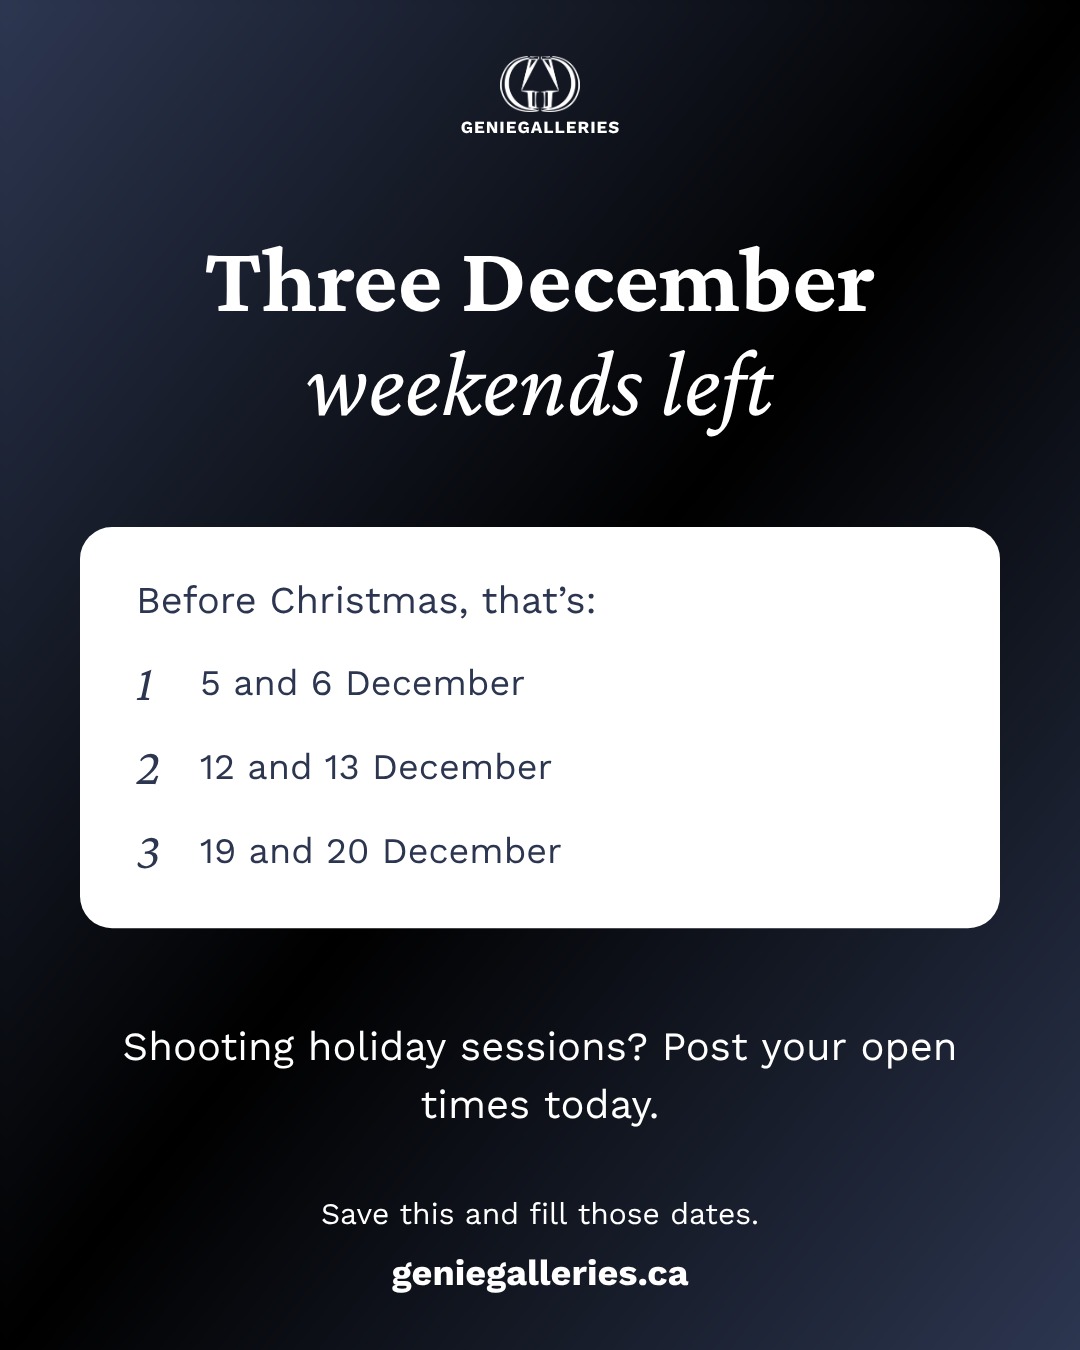 GENIEGALLERIES
Three December
weekends left
Before Christmas, that’s:
1 5 and 6 December
2 12 and 13 December
3 19 and 20 December
Shooting holiday sessions? Post your open
times today.
Save this and fill those dates.
geniegalleries.ca